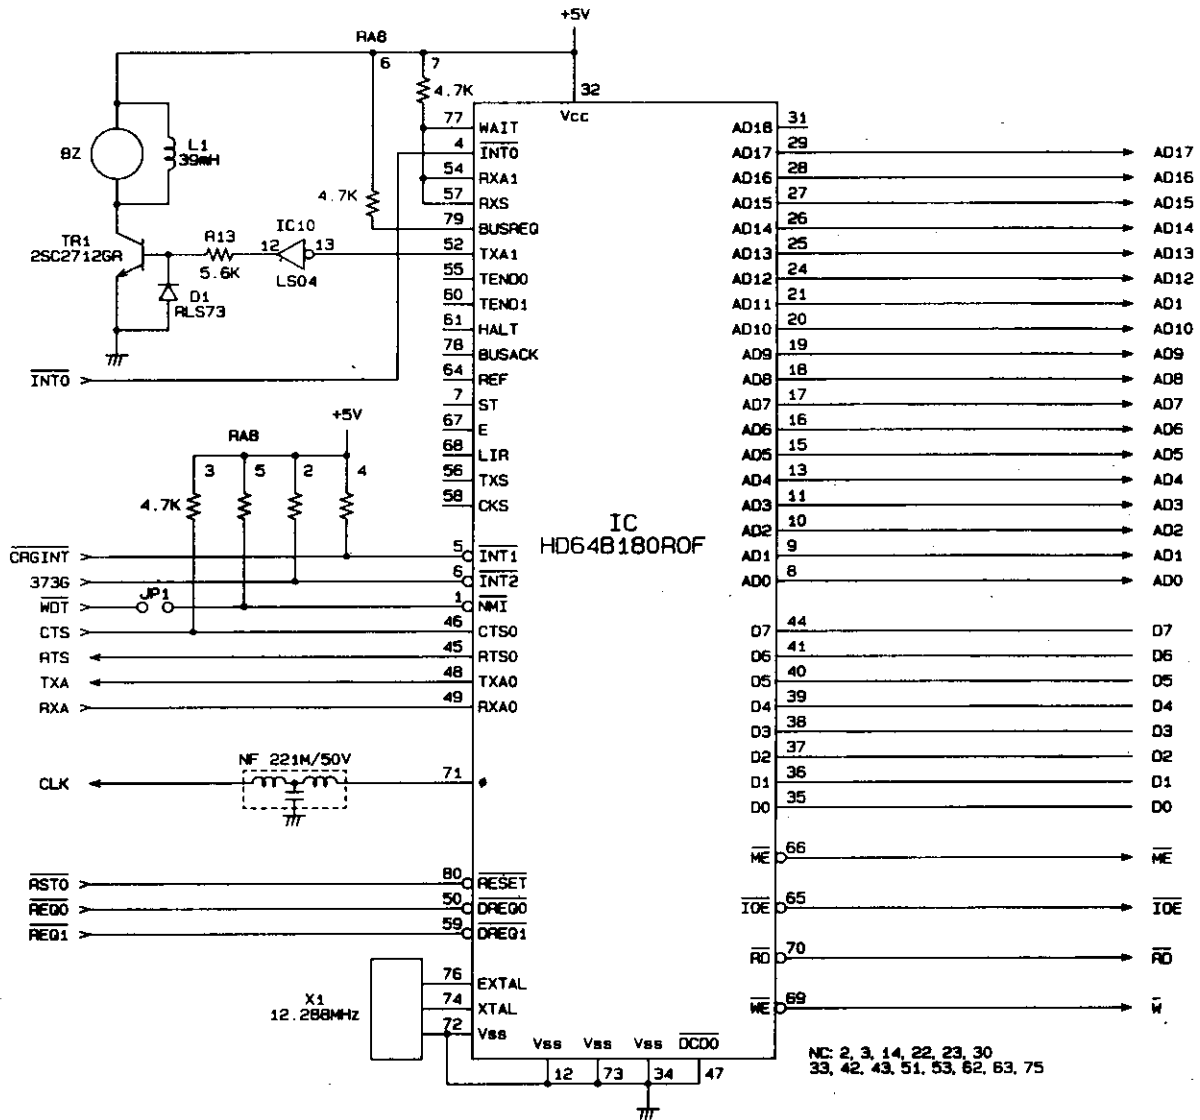 +5V
RA8
6 7
4.7K
32
Vcc
77 WAIT AD18 31
4 INT0 AD17 29 AD17
BZ
L1
39mH
54 RXA1 AD16 28 AD16
57 RXS AD15 27 AD15
4.7K
79 BUSREQ AD14 26 AD14
TR1
2SC2712GR
R13
5.6K
IC10
12 13
LS04
52 TXA1 AD13 25 AD13
55 TEND0 AD12 24 AD12
D1
RLS73
60 TEND1 AD11 21 AD1
61 HALT AD10 20 AD10
78 BUSACK AD9 19 AD9
INT0
64 REF AD8 18 AD8
7 ST AD7 17 AD7
67 E AD6 16 AD6
68 LIR AD5 15 AD5
56 TXS AD4 13 AD4
58 CKS AD3 11 AD3
+5V
RA8
3 5 2 4
4.7K
IC
HD64B180R0F
AD2 10 AD2
CRGINT 5 INT1 AD1 9 AD1
373G 6 INT2 AD0 8 AD0
WDT JP1 1 NMI
CTS 46 CTS0 D7 44 D7
RTS 45 RTS0 D6 41 D6
TXA 48 TXA0 D5 40 D5
RXA 49 RXA0 D4 39 D4
D3 38 D3
NF 221M/50V
D2 37 D2
CLK 71 ϕ D1 36 D1
D0 35 D0
ME 66 ME
RST0 80 RESET
REQ0 50 DREQ0 IOE 65 IOE
REQ1 59 DREQ1
RD 70 RD
X1
12.288MHz
76 EXTAL
74 XTAL WE 69 W
72 Vss
Vss Vss Vss DCD0
12 73 34 47
NC: 2, 3, 14, 22, 23, 30
33, 42, 43, 51, 53, 62, 63, 75